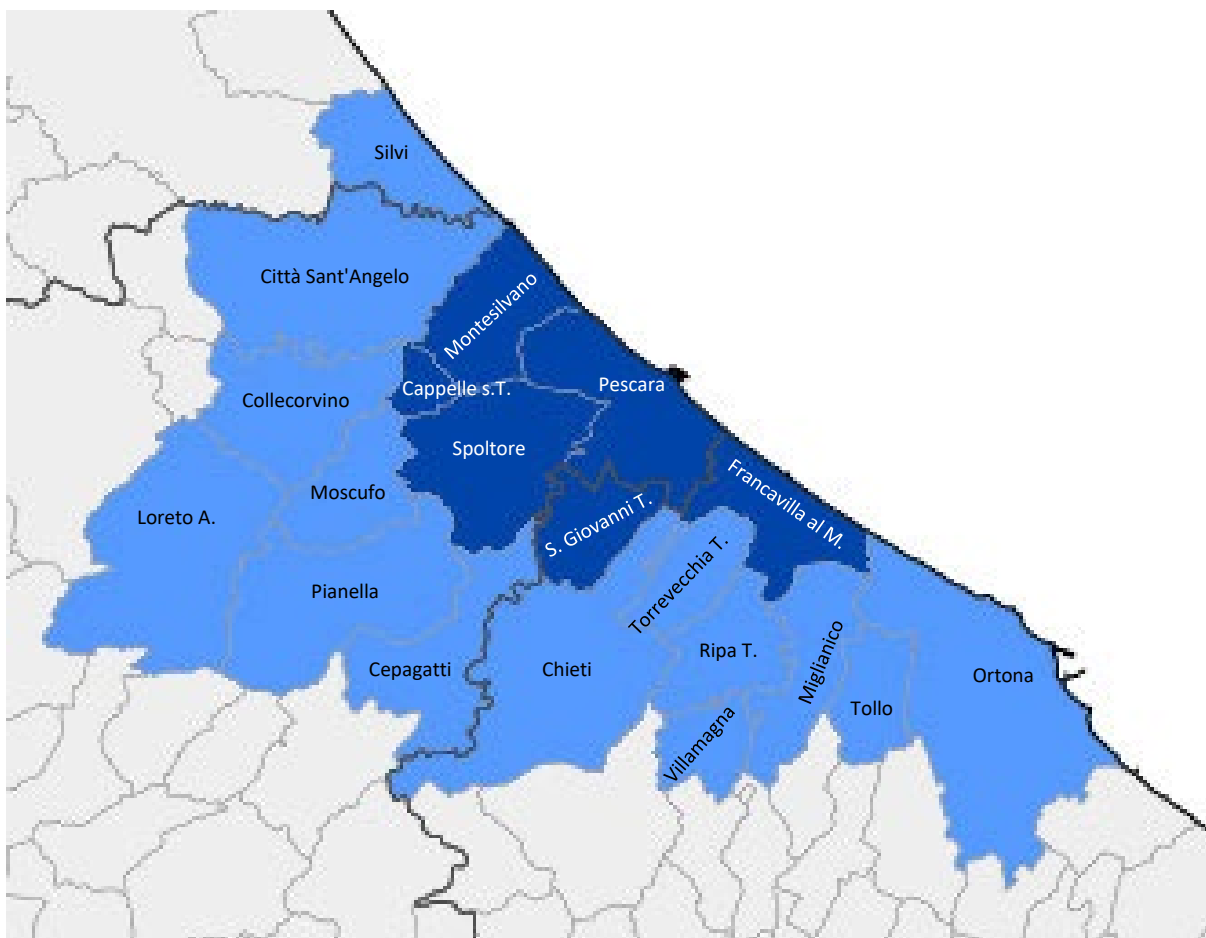 Silvi
Città Sant'Angelo
Montesilvano
Cappelle s.T.
Pescara
Collecorvino
Spoltore
Moscufo
Loreto A.
S. Giovanni T.
Francavilla al M.
Pianella
Torrevecchia T.
Cepagatti
Chieti
Ripa T.
Miglianico
Ortona
Tollo
Villamagna